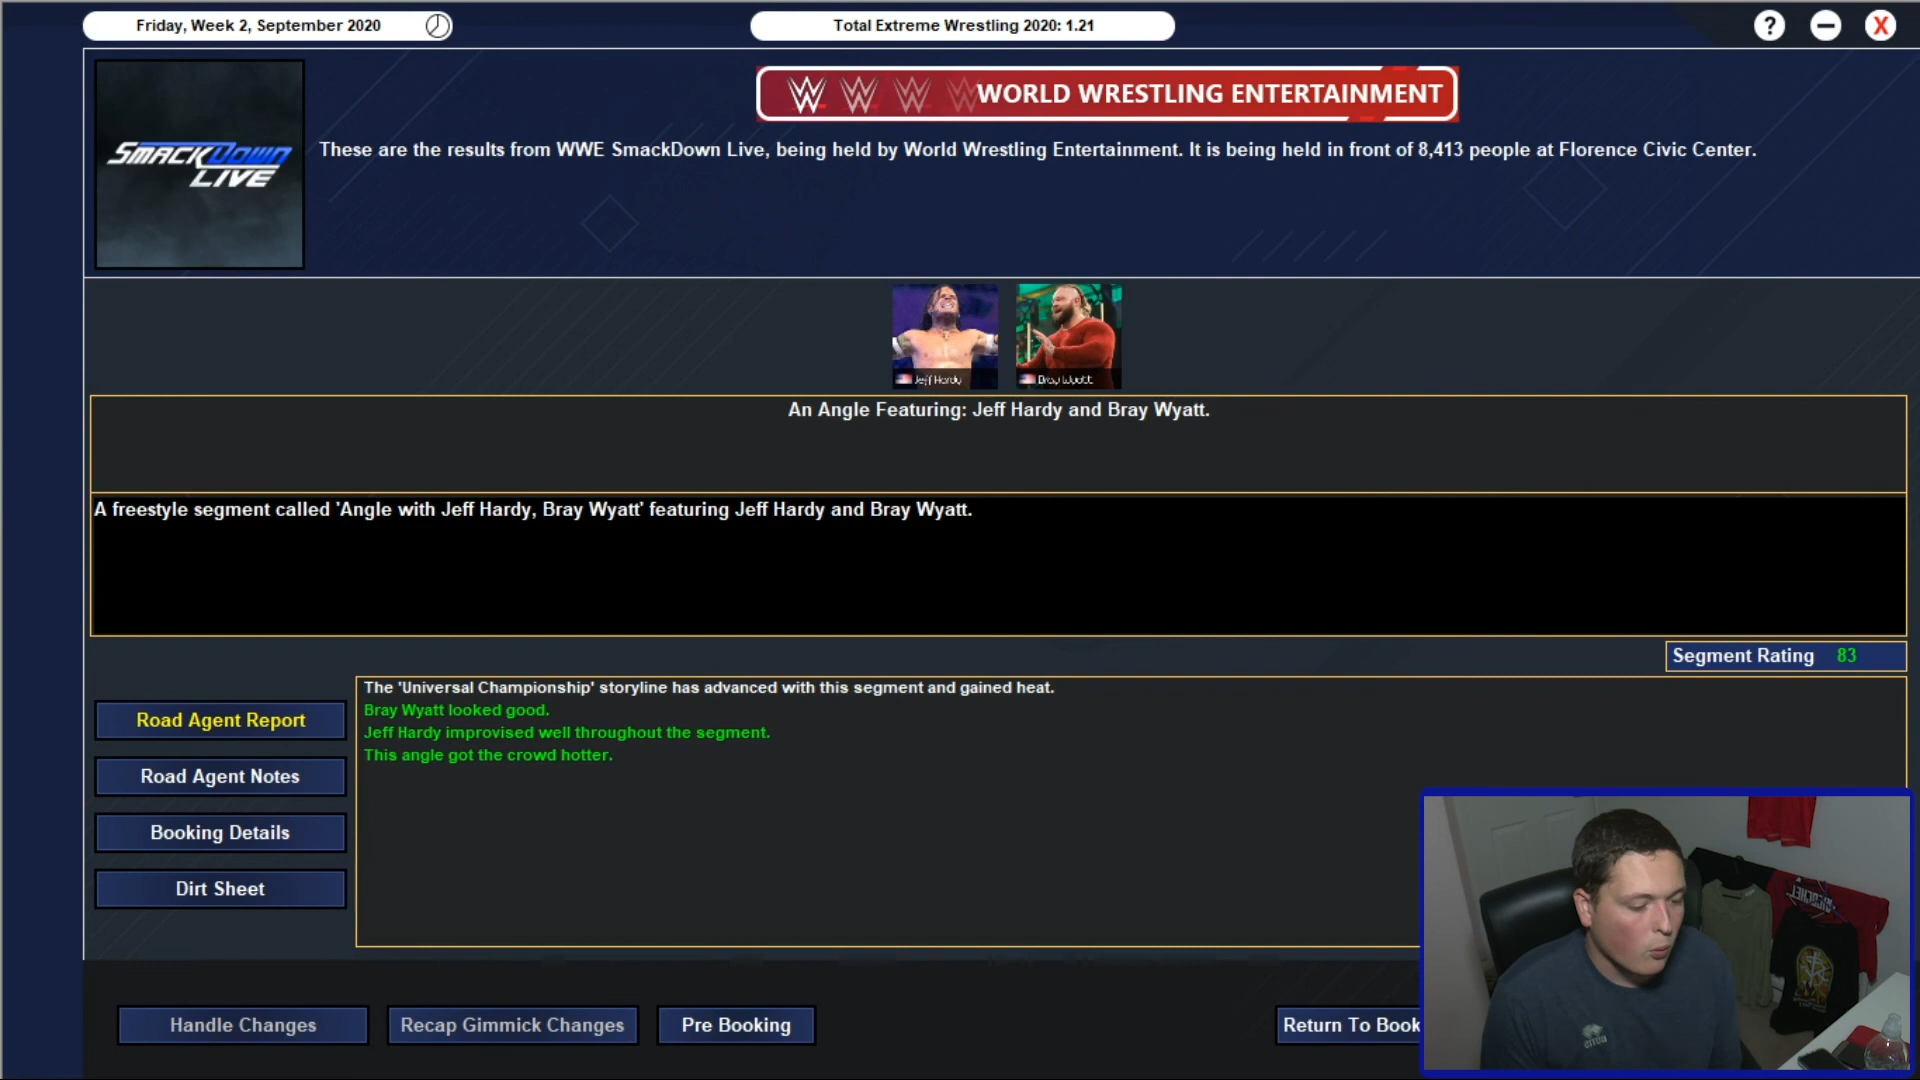 Friday, Week 2, September 2020
Total Extreme Wrestling 2020: 1.21
?
X
SMACKDOWN
LIVE
WORLD WRESTLING ENTERTAINMENT
These are the results from WWE SmackDown Live, being held by World Wrestling Entertainment. It is being held in front of 8,413 people at Florence Civic Center.
Jeff Hardy
Bray Wyatt
An Angle Featuring: Jeff Hardy and Bray Wyatt.
A freestyle segment called 'Angle with Jeff Hardy, Bray Wyatt' featuring Jeff Hardy and Bray Wyatt.
Segment Rating 83
Road Agent Report
Road Agent Notes
Booking Details
Dirt Sheet
The 'Universal Championship' storyline has advanced with this segment and gained heat.
Bray Wyatt looked good.
Jeff Hardy improvised well throughout the segment.
This angle got the crowd hotter.
Handle Changes
Recap Gimmick Changes
Pre Booking
Return To Book